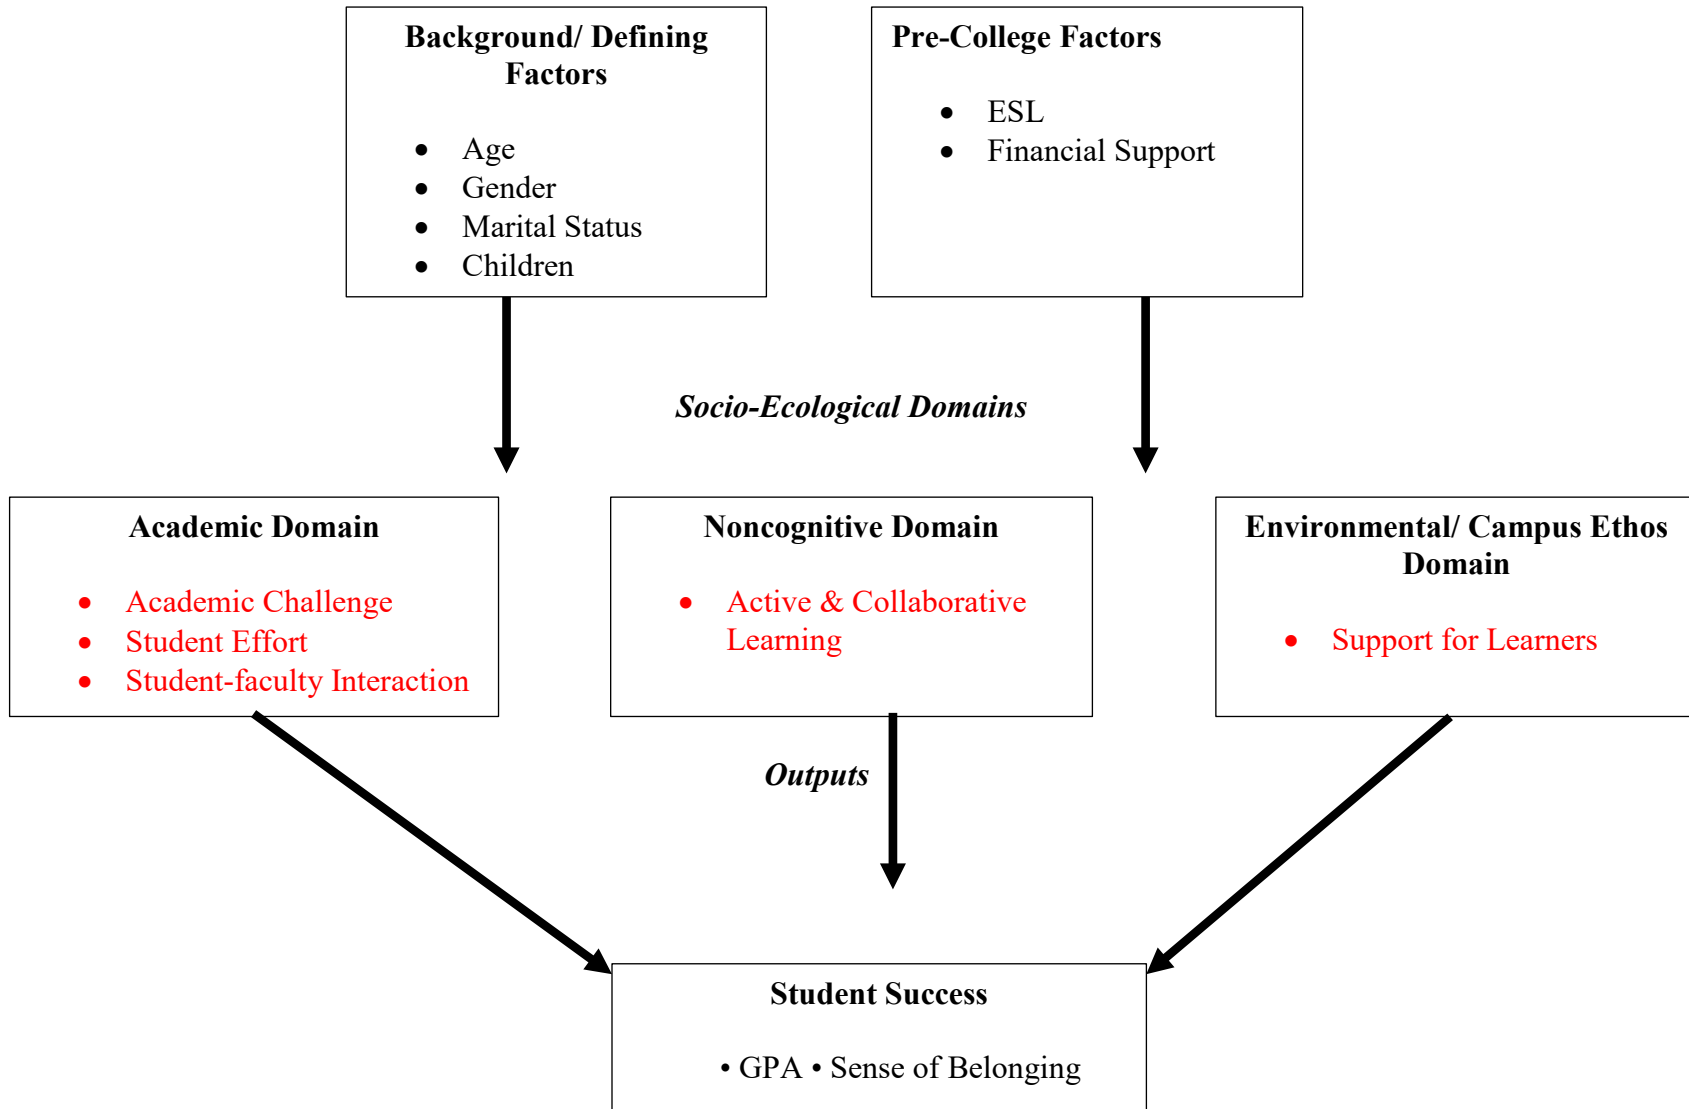 Background/ Defining
Factors
• Age
• Gender
• Marital Status
• Children
Pre-College Factors
• ESL
• Financial Support
Socio-Ecological Domains
Academic Domain
• Academic Challenge
• Student Effort
• Student-faculty Interaction
Noncognitive Domain
• Active & Collaborative
Learning
Environmental/ Campus Ethos
Domain
• Support for Learners
Outputs
Student Success
• GPA • Sense of Belonging